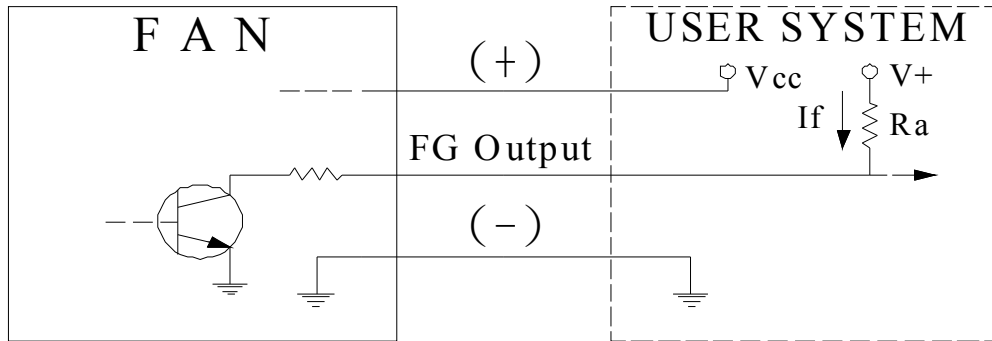 F A N
USER SYSTEM
(+)
Vcc
V+
If
Ra
FG Output
(-)